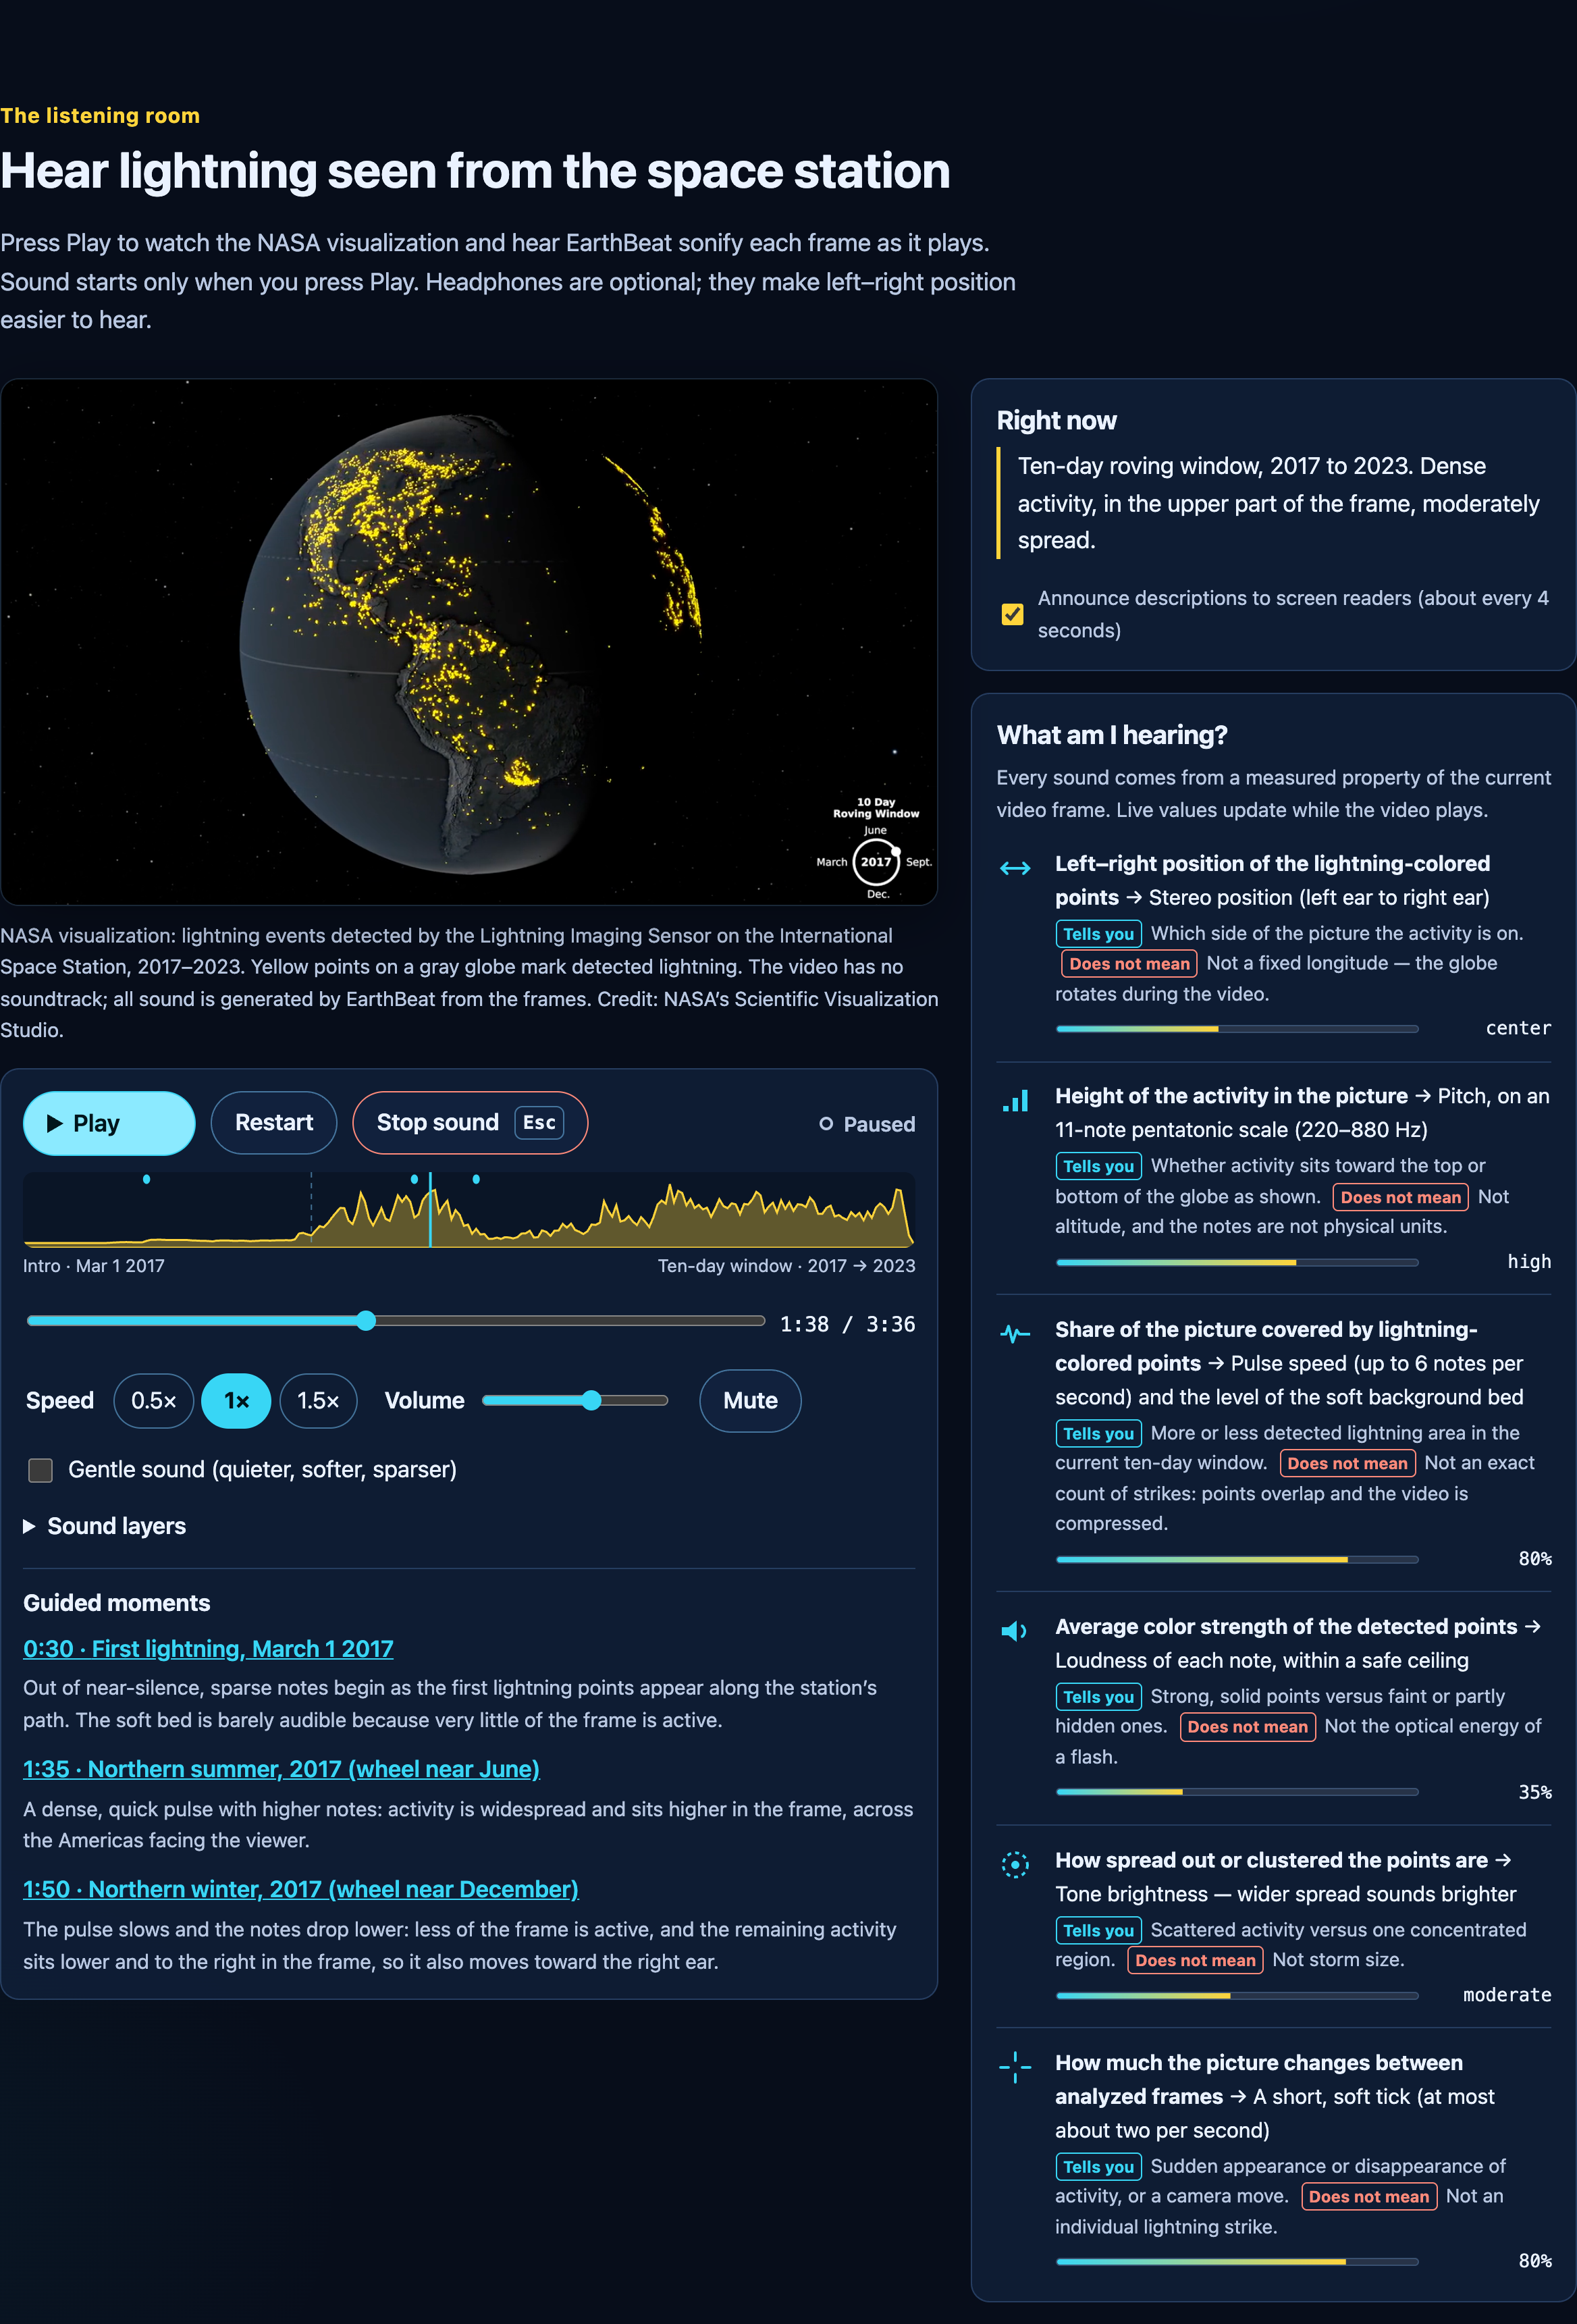 The listening room
Hear lightning seen from the space station
Press Play to watch the NASA visualization and hear EarthBeat sonify each frame as it plays.
Sound starts only when you press Play. Headphones are optional; they make left–right position
easier to hear.
10 Day
Roving Window
June
March 2017 Sept.
Dec.
NASA visualization: lightning events detected by the Lightning Imaging Sensor on the International
Space Station, 2017–2023. Yellow points on a gray globe mark detected lightning. The video has no
soundtrack; all sound is generated by EarthBeat from the frames. Credit: NASA’s Scientific Visualization
Studio.
Play Restart Stop sound Esc Paused
Intro · Mar 1 2017 Ten-day window · 2017 → 2023
1:38 / 3:36
Speed 0.5× 1× 1.5× Volume Mute
Gentle sound (quieter, softer, sparser)
Sound layers
Guided moments
0:30 · First lightning, March 1 2017
Out of near-silence, sparse notes begin as the first lightning points appear along the station’s
path. The soft bed is barely audible because very little of the frame is active.
1:35 · Northern summer, 2017 (wheel near June)
A dense, quick pulse with higher notes: activity is widespread and sits higher in the frame, across
the Americas facing the viewer.
1:50 · Northern winter, 2017 (wheel near December)
The pulse slows and the notes drop lower: less of the frame is active, and the remaining activity
sits lower and to the right in the frame, so it also moves toward the right ear.
Right now
Ten-day roving window, 2017 to 2023. Dense
activity, in the upper part of the frame, moderately
spread.
Announce descriptions to screen readers (about every 4
seconds)
What am I hearing?
Every sound comes from a measured property of the current
video frame. Live values update while the video plays.
Left–right position of the lightning-colored
points → Stereo position (left ear to right ear)
Tells you Which side of the picture the activity is on.
Does not mean Not a fixed longitude — the globe
rotates during the video.
center
Height of the activity in the picture → Pitch, on an
11-note pentatonic scale (220–880 Hz)
Tells you Whether activity sits toward the top or
bottom of the globe as shown. Does not mean Not
altitude, and the notes are not physical units.
high
Share of the picture covered by lightning-
colored points → Pulse speed (up to 6 notes per
second) and the level of the soft background bed
Tells you More or less detected lightning area in the
current ten-day window. Does not mean Not an exact
count of strikes: points overlap and the video is
compressed.
80%
Average color strength of the detected points →
Loudness of each note, within a safe ceiling
Tells you Strong, solid points versus faint or partly
hidden ones. Does not mean Not the optical energy of
a flash.
35%
How spread out or clustered the points are →
Tone brightness — wider spread sounds brighter
Tells you Scattered activity versus one concentrated
region. Does not mean Not storm size.
moderate
How much the picture changes between
analyzed frames → A short, soft tick (at most
about two per second)
Tells you Sudden appearance or disappearance of
activity, or a camera move. Does not mean Not an
individual lightning strike.
80%